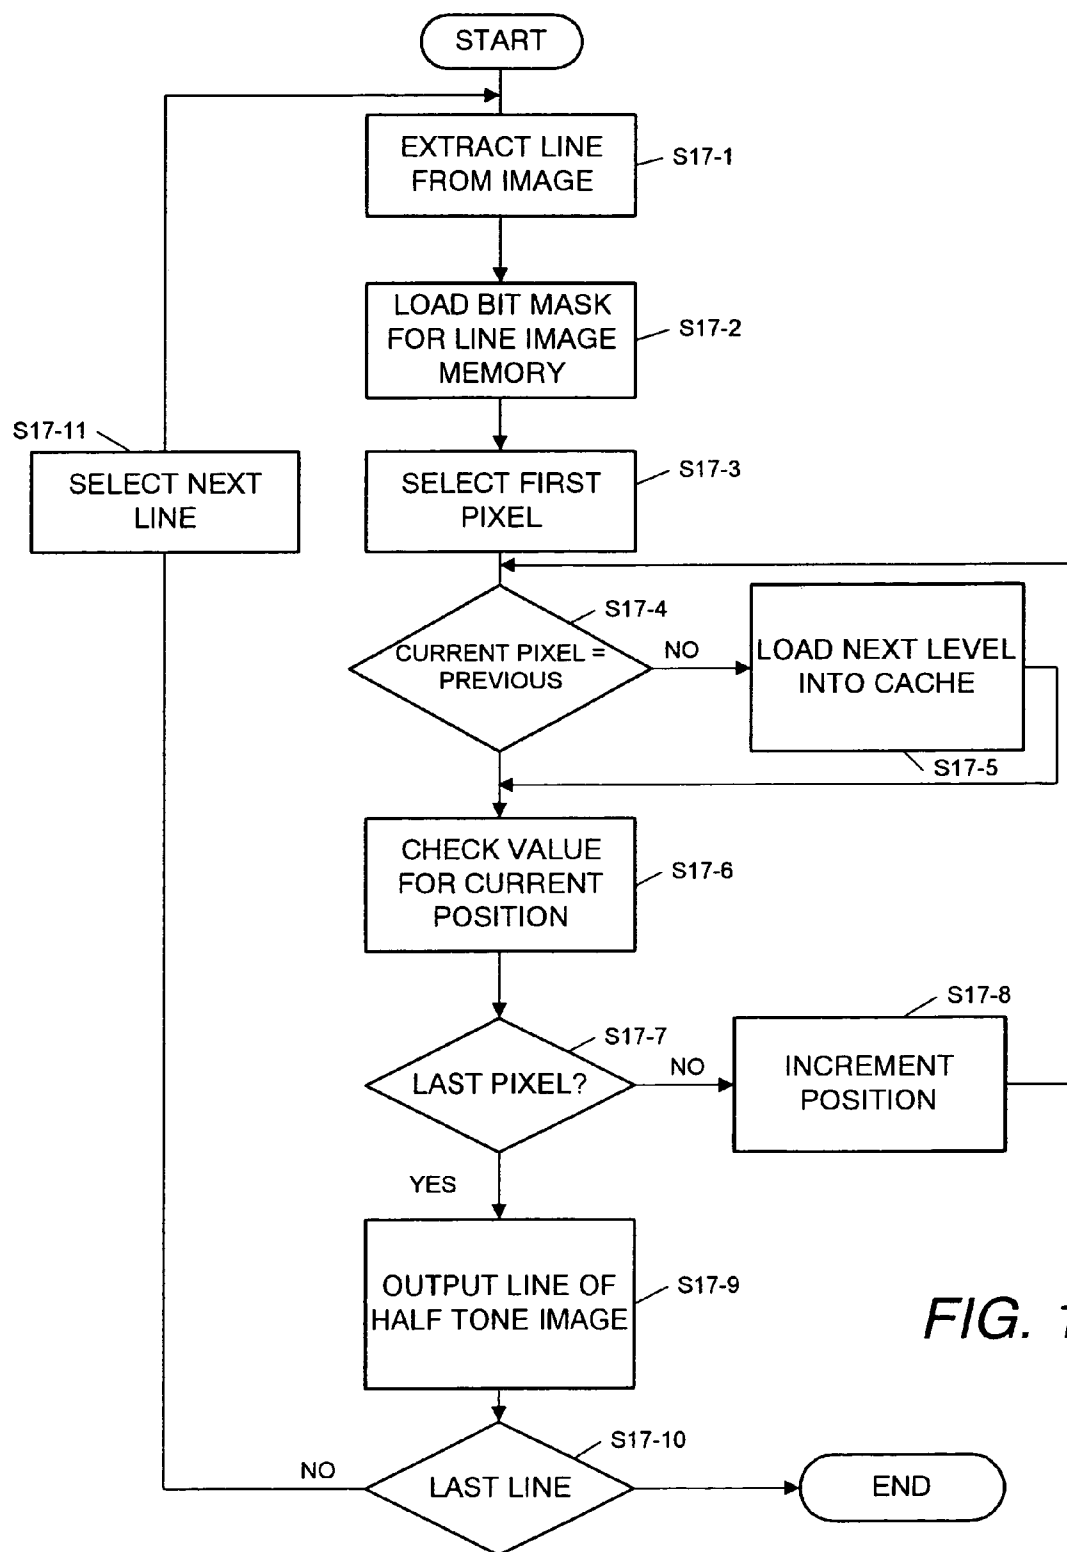 START
EXTRACT LINE
FROM IMAGE
S17-1
LOAD BIT MASK
FOR LINE IMAGE
MEMORY
S17-2
S17-11
SELECT NEXT
LINE
SELECT FIRST
PIXEL
S17-3
S17-4
CURRENT PIXEL =
PREVIOUS
NO
LOAD NEXT LEVEL
INTO CACHE
S17-5
CHECK VALUE
FOR CURRENT
POSITION
S17-6
S17-7
LAST PIXEL?
NO
S17-8
INCREMENT
POSITION
YES
OUTPUT LINE OF
HALF TONE IMAGE
S17-9
FIG.
S17-10
NO
LAST LINE
END